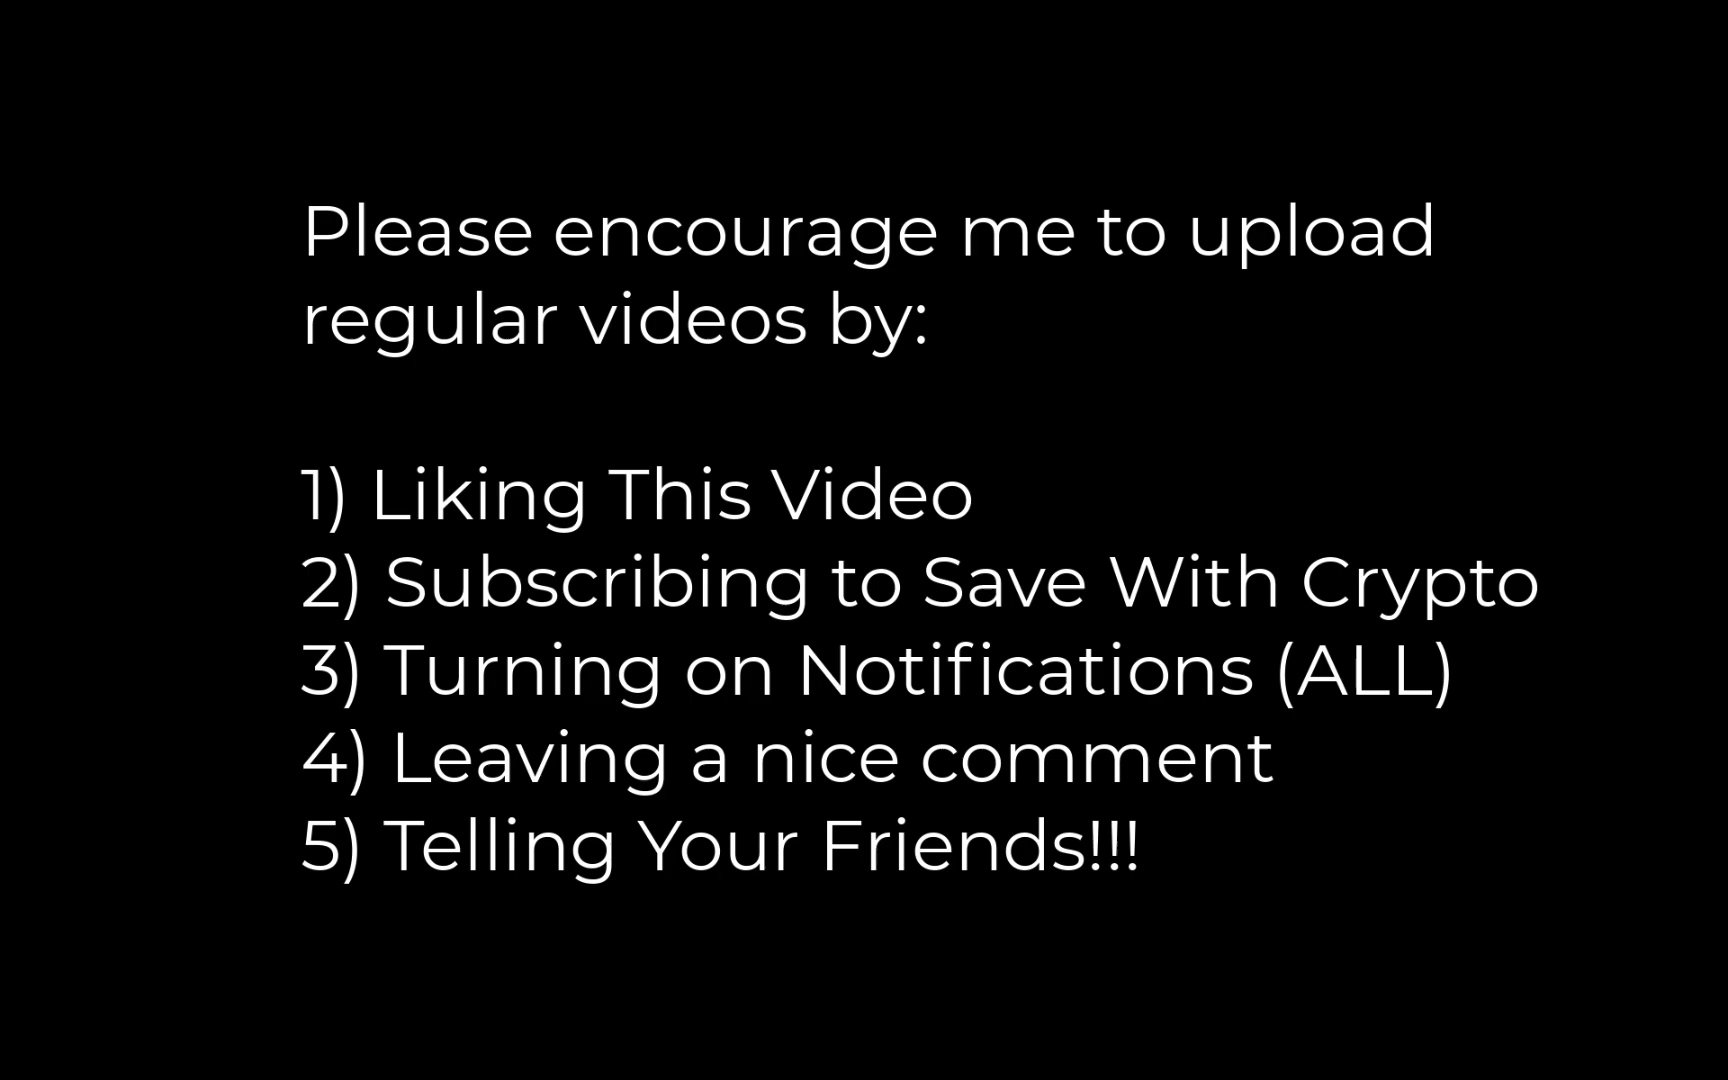 Please encourage me to upload
regular videos by:
1) Liking This Video
2) Subscribing to Save With Crypto
3) Turning on Notifications (ALL)
4) Leaving a nice comment
5) Telling Your Friends!!!